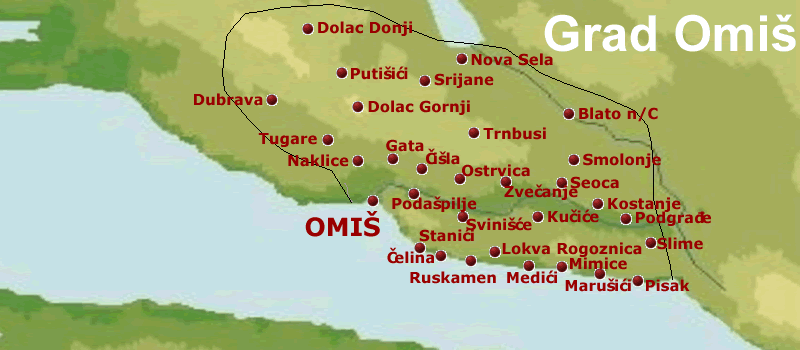 Grad Omiš
Dolac Donji
Nova Sela
Putišići
Srijane
Dubrava
Dolac Gornji
Blato n/C
Trnbusi
Tugare
Gata
Naklice
Čišla
Smolonje
Ostrvica
Zvečanje
Seoca
Podašpilje
Kostanje
OMIŠ
Svinišće
Kučiće
Podgrađe
Stanići
Slime
Čelina
Lokva Rogoznica
Mimice
Ruskamen
Medići
Marušići
Pisak